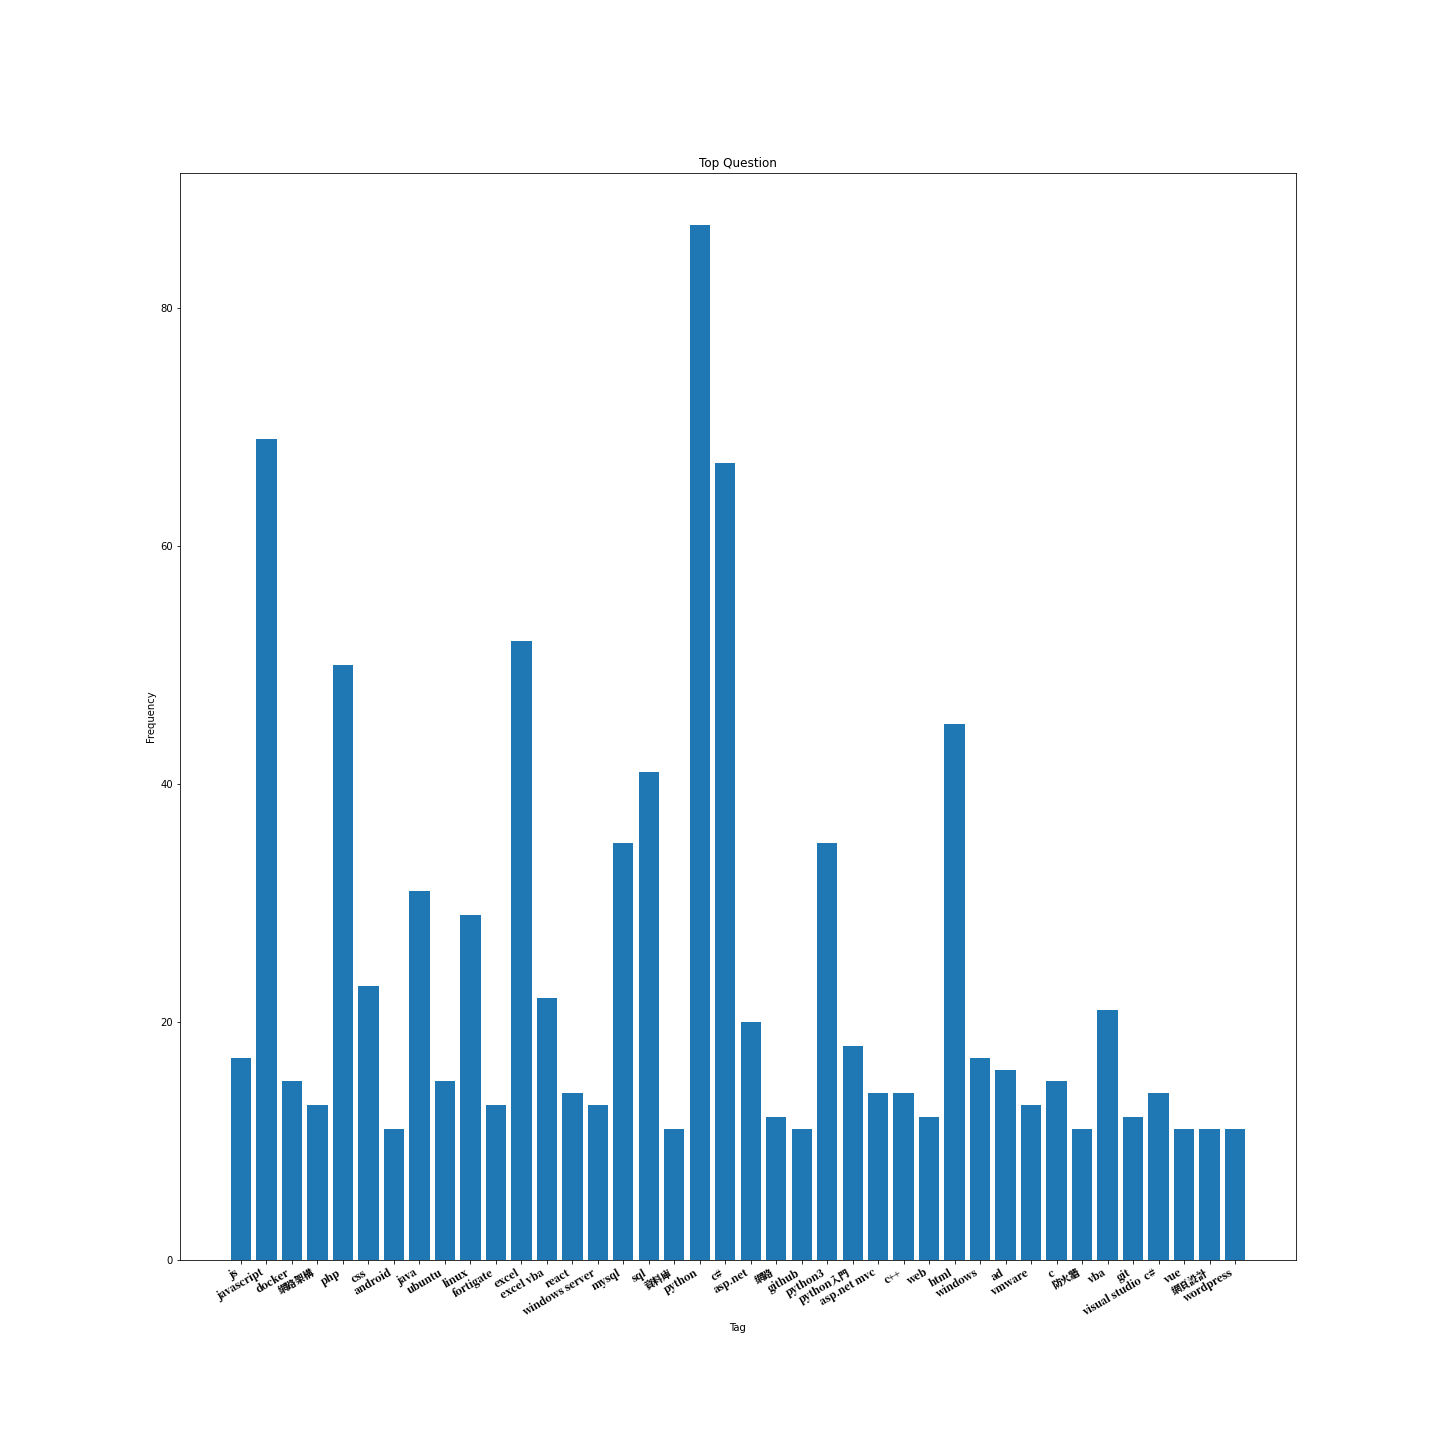 Top Question
Frequency
80
60
40
20
0
js
javascript
docker
網路架構
php
css
android
java
ubuntu
linux
fortigate
excel
excel vba
react
windows server
mysql
sql
資料庫
python
c#
asp.net
網路
github
python3
python入門
asp.net mvc
c++
web
html
windows
ad
vmware
c
防火牆
vba
git
visual studio c#
vue
網頁設計
wordpress
Tag